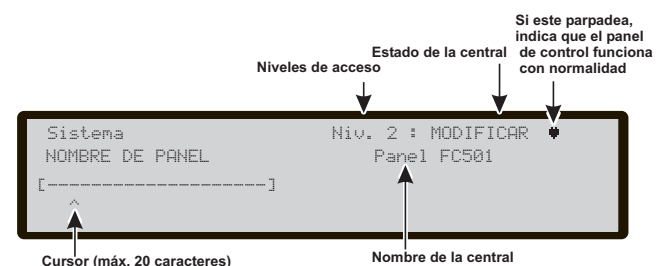 Si este parpadea,
indica que el panel
de control funciona
con normalidad
Estado de la central
Niveles de acceso
Sistema Niv. 2 : MODIFICAR
NOMBRE DE PANEL Panel FC501
[--------------------]
^
Cursor (máx. 20 caracteres)
Nombre de la central